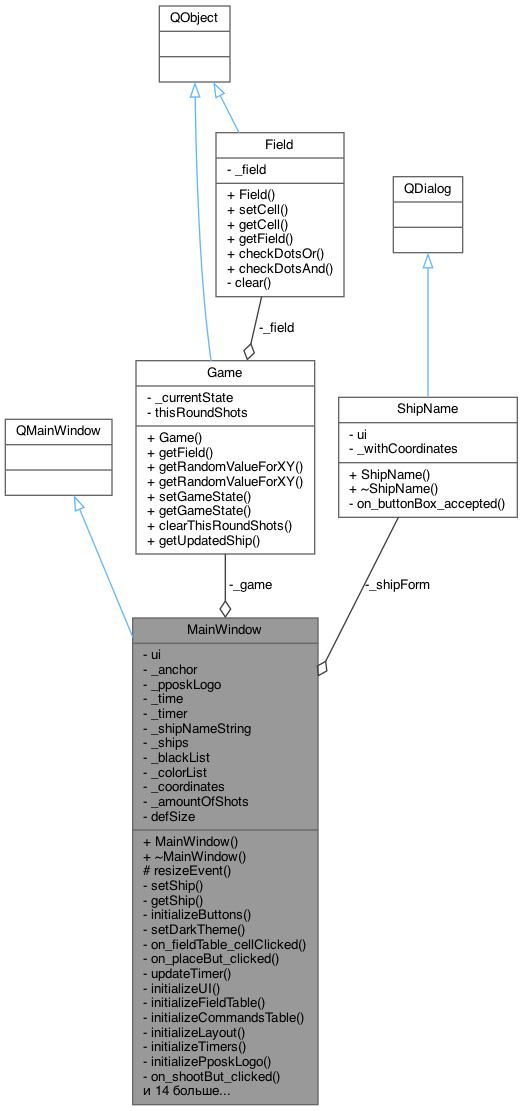 QObject
Field
- _field
+ Field()
+ setCell()
+ getCell()
+ getField()
+ checkDotsOr()
+ checkDotsAnd()
- clear()
QDialog
-_field
Game
- _currentState
- thisRoundShots
+ Game()
+ getField()
+ getRandomValueForXY()
+ getRandomValueForXY()
+ setGameState()
+ getGameState()
+ clearThisRoundShots()
+ getUpdatedShip()
ShipName
- ui
- _withCoordinates
+ ShipName()
+ ~ShipName()
- on_buttonBox_accepted()
QMainWindow
-_game
-_shipForm
MainWindow
- ui
- _anchor
- _pposkLogo
- _time
- _timer
- _shipNameString
- _ships
- _blackList
- _colorList
- _coordinates
- _amountOfShots
- defSize
+ MainWindow()
+ ~MainWindow()
# resizeEvent()
- setShip()
- getShip()
- initializeButtons()
- setDarkTheme()
- on_fieldTable_cellClicked()
- on_placeBut_clicked()
- updateTimer()
- initializeUI()
- initializeFieldTable()
- initializeCommandsTable()
- initializeLayout()
- initializeTimers()
- initializePposkLogo()
- on_shootBut_clicked()
и 14 больше...